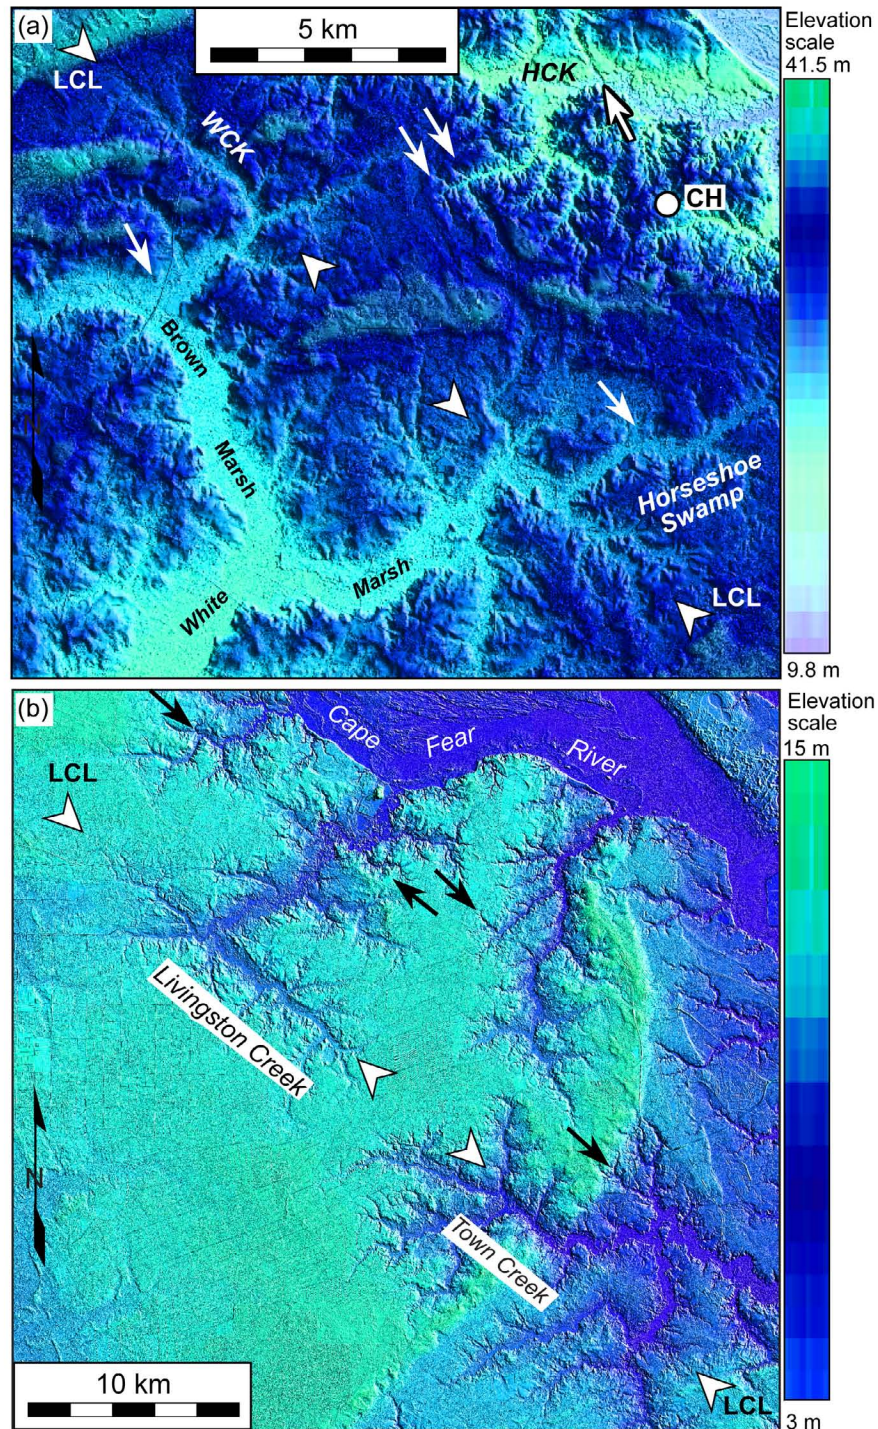 (a)
5 km
LCL
WCK
HCK
CH
Brown
Marsh
White
Marsh
Horseshoe
Swamp
LCL
N
Elevation
scale
41.5 m
9.8 m
(b)
LCL
Cape
Fear
River
Livingston Creek
Town Creek
N
10 km
LCL
Elevation
scale
15 m
3 m